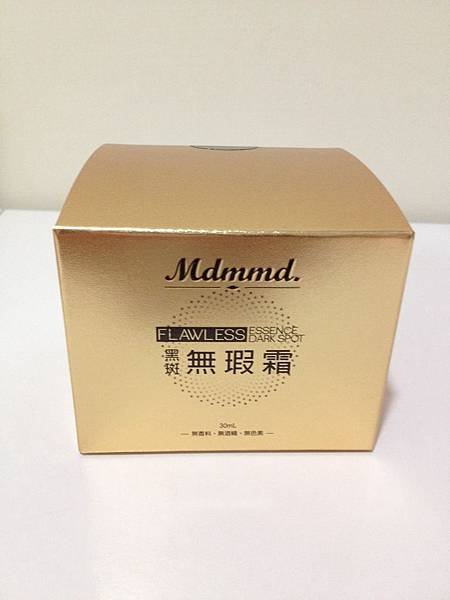 Mdmmd.
FLAWLESS ESSENCE DARK SPOT
黑斑 無瑕霜
30mL
— 無香料、無酒精、無色素 —